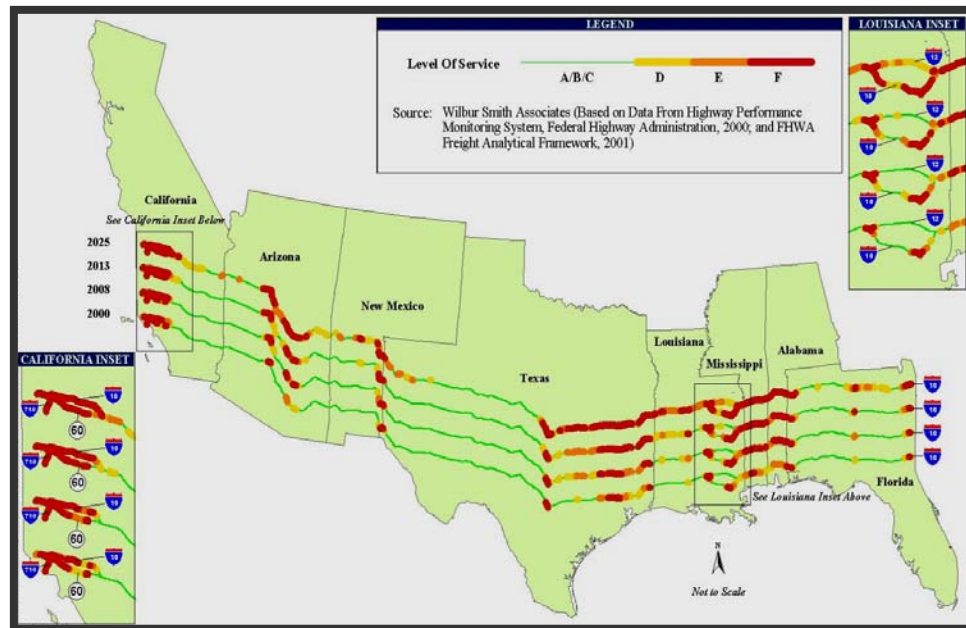 LEGEND
Level Of Service
A/B/C
D
E
F
Source: Wilbur Smith Associates (Based on Data From Highway Performance
Monitoring System, Federal Highway Administration, 2000; and FHWA
Freight Analytical Framework, 2001)
LOUISIANA INSET
12
10
12
10
12
10
12
10
California
See California Inset Below
2025
2013
2008
2000
Arizona
New Mexico
Texas
Louisiana
Mississippi
Alabama
Florida
10
10
10
10
See Louisiana Inset Above
N
Not to Scale
CALIFORNIA INSET
710
10
60
710
10
60
710
10
60
710
10
60